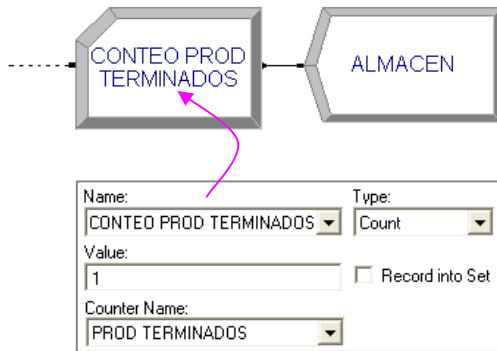 CONTEO PROD
TERMINADOS
ALMACEN
Name:
Type:
CONTEO PROD TERMINADOS
Count
Value:
1
Record into Set
Counter Name:
PROD TERMINADOS